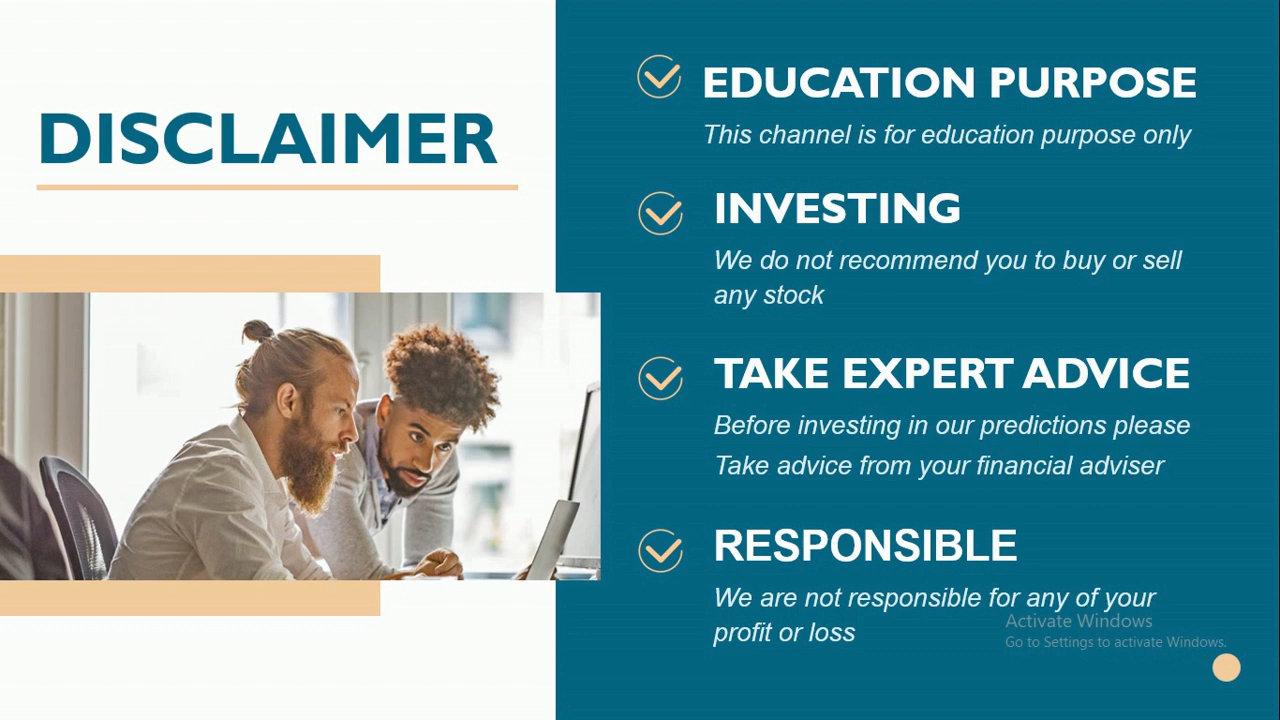 DISCLAIMER
EDUCATION PURPOSE
This channel is for education purpose only
INVESTING
We do not recommend you to buy or sell
any stock
TAKE EXPERT ADVICE
Before investing in our predictions please
Take advice from your financial adviser
RESPONSIBLE
We are not responsible for any of your
profit or loss
Activate Windows
Go to Settings to activate Windows.